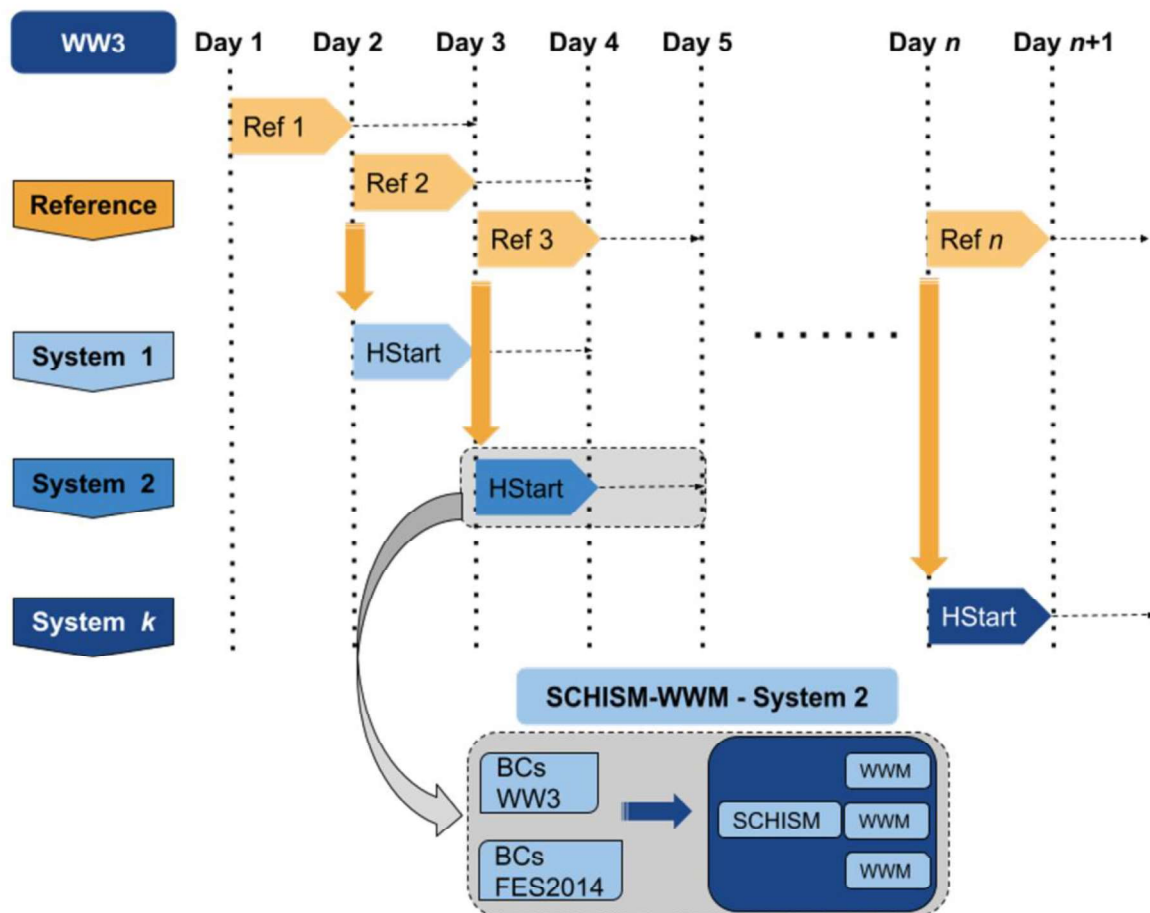 WW3
Day 1
Day 2
Day 3
Day 4
Day 5
Day n
Day n+1
Ref 1
Ref 2
Reference
Ref 3
Ref n
System 1
HStart
System 2
HStart
System k
HStart
SCHISM-WWM - System 2
BCs
WW3
WWM
SCHISM
WWM
BCs
FES2014
WWM